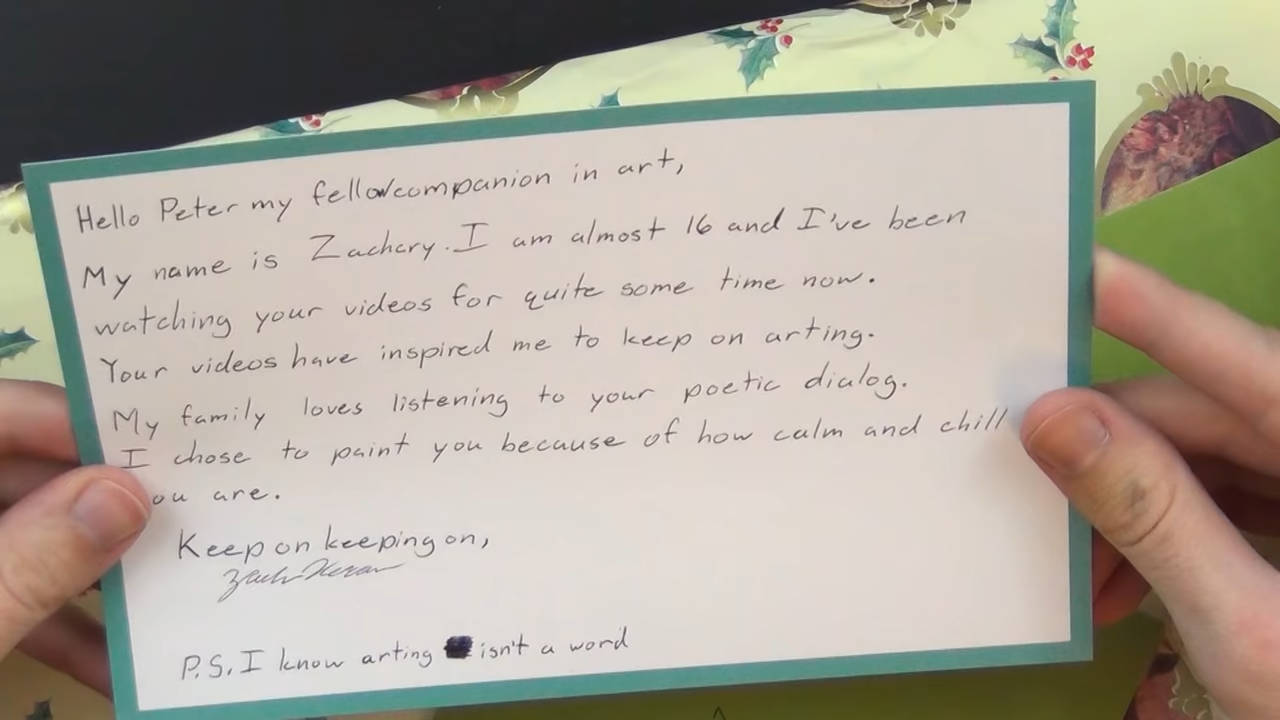 Hello Peter my fellow companion in art,
My name is Zachary. I am almost 16 and I've been
watching your videos for quite some time now.
Your videos have inspired me to keep on arting.
My family loves listening to your poetic dialog.
I chose to paint you because of how calm and chill
ou are.
Keep on keeping on,
P.S. I know arting isn't a word